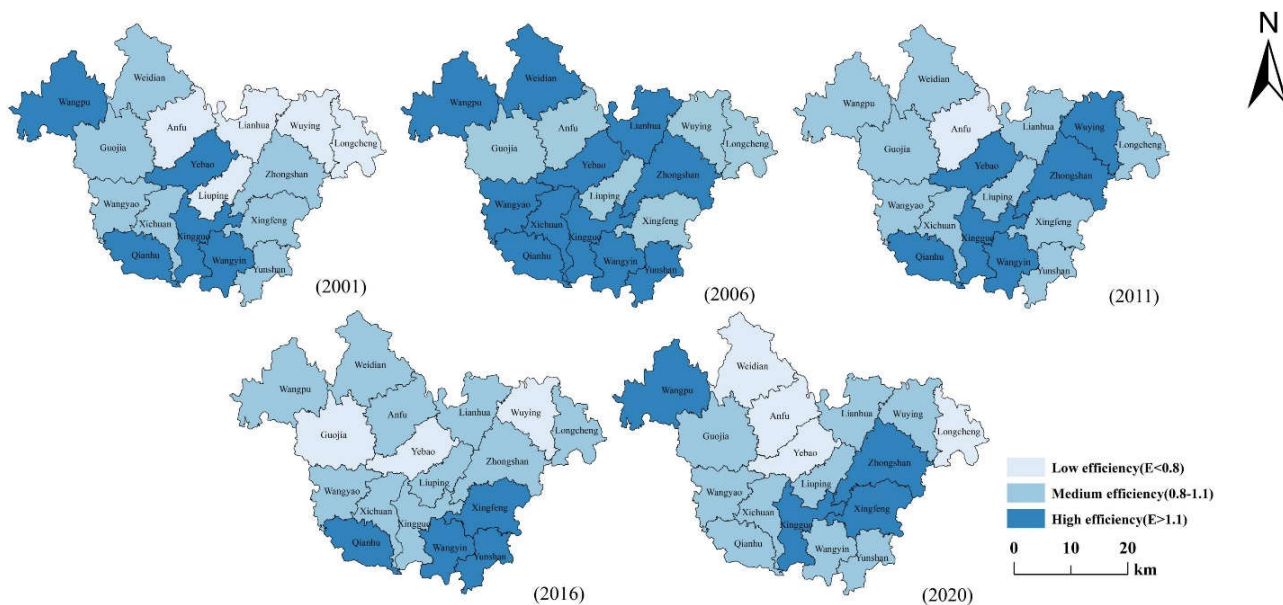 N
Weidian
Wangpu
Anfu
Lianhua
Wuying
Longcheng
Guojia
Yebao
Zhongshan
Liuping
Wangyao
Xichuan
Xingfeng
Xingguo
Qianhu
Wangyin
Yunshan
(2001)
Weidian
Wangpu
Lianhua
Anfu
Wuying
Longcheng
Guojia
Yebao
Zhongshan
Liuping
Wangyao
Xichuan
Xingfeng
Xingguo
Qianhu
Wangyin
Yunshan
(2006)
Weidian
Wangpu
Anfu
Lianhua
Wuying
Longcheng
Guojia
Yebao
Zhongshan
Liuping
Wangyao
Xichuan
Xingfeng
Xingguo
Qianhu
Wangyin
Yunshan
(2011)
Weidian
Wangpu
Anfu
Lianhua
Wuying
Longcheng
Guojia
Yebao
Zhongshan
Liuping
Wangyao
Xichuan
Xingfeng
Xingguo
Qianhu
Wangyin
Yunshan
(2016)
Weidian
Wangpu
Anfu
Lianhua
Wuying
Longcheng
Guojia
Yebao
Zhongshan
Liuping
Wangyao
Xichuan
Xingfeng
Xingguo
Qianhu
Wangyin
Yunshan
(2020)
Low efficiency(E<0.8)
Medium efficiency(0.8-1.1)
High efficiency(E>1.1)
0 10 20
km